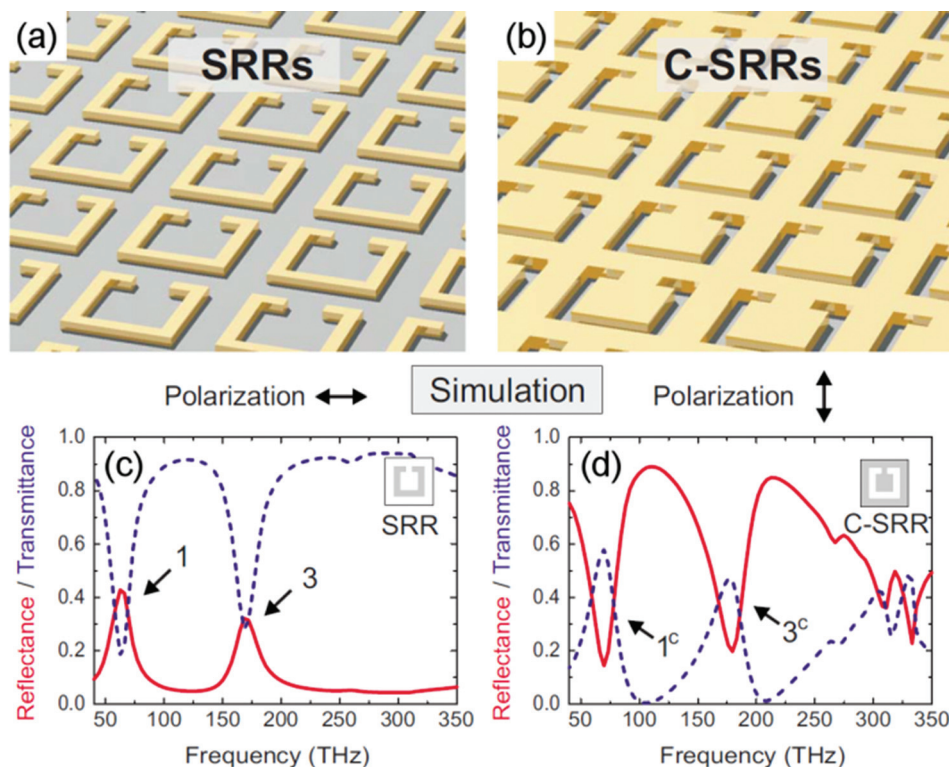 (a)
SRRs
(b)
C-SRRs
Polarization
Simulation
Polarization
Reflectance / Transmittance
1.0
0.8
0.6
0.4
0.2
0.0
(c)
SRR
1
3
50 100 150 200 250 300 350
Frequency (THz)
Reflectance / Transmittance
1.0
0.8
0.6
0.4
0.2
0.0
(d)
C-SRR
1c
3c
50 100 150 200 250 300 350
Frequency (THz)